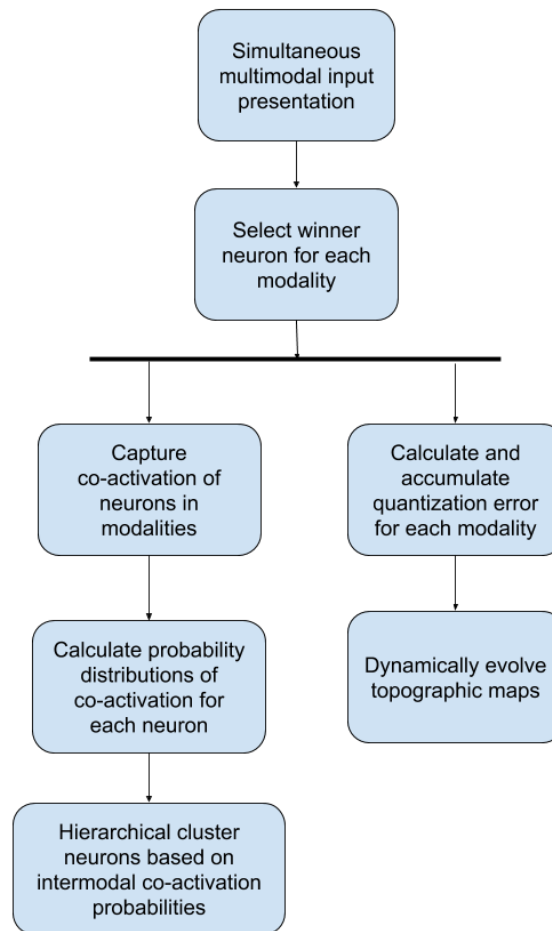 Simultaneous
multimodal input
presentation
Select winner
neuron for each
modality
Capture
co-activation of
neurons in
modalities
Calculate and
accumulate
quantization error
for each modality
Calculate probability
distributions of
co-activation for
each neuron
Dynamically evolve
topographic maps
Hierarchical cluster
neurons based on
intermodal co-activation
probabilities